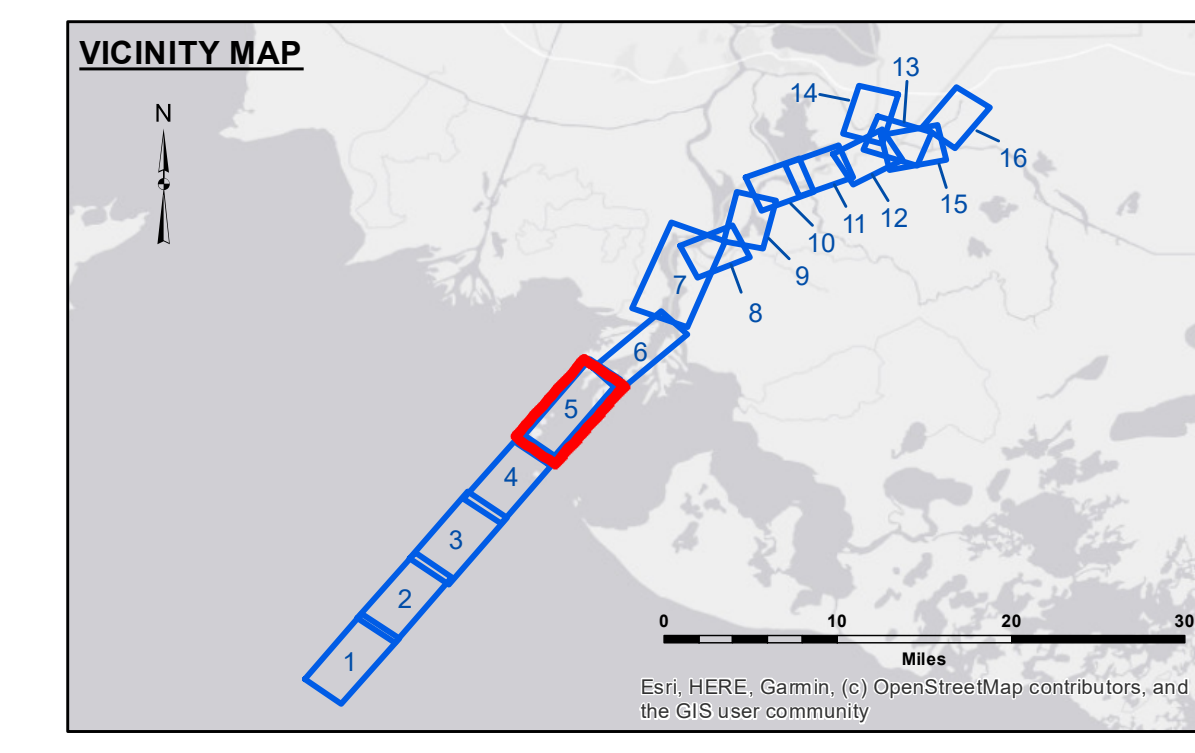 VICINITY MAP
N
13
14
16
15
12
11
10
9
8
7
6
5
4
3
2
1
0 10 20 30
Miles
Esri, HERE, Garmin, (c) OpenStreetMap contributors, and
the GIS user community